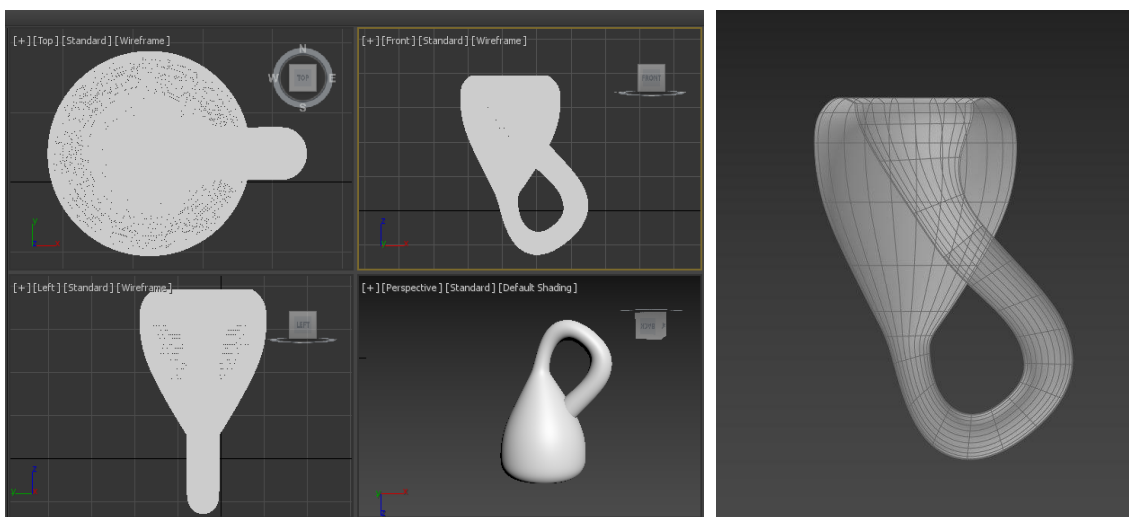 [+] [Top] [Standard] [Wireframe]
N
W
TOP
E
S
y
z
x
[+] [Front] [Standard] [Wireframe]
FRONT
z
y
x
[+] [Left] [Standard] [Wireframe]
LEFT
z
y
[+] [Perspective] [Standard] [Default Shading]
x